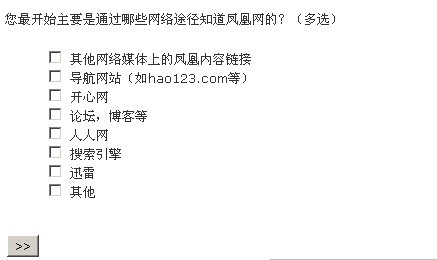 您最开始主要是通过哪些网络途径知道凤凰网的？（多选）
其他网络媒体上的凤凰内容链接
导航网站（如hao123.com等）
开心网
论坛，博客等
人人网
搜索引擎
迅雷
其他
>>